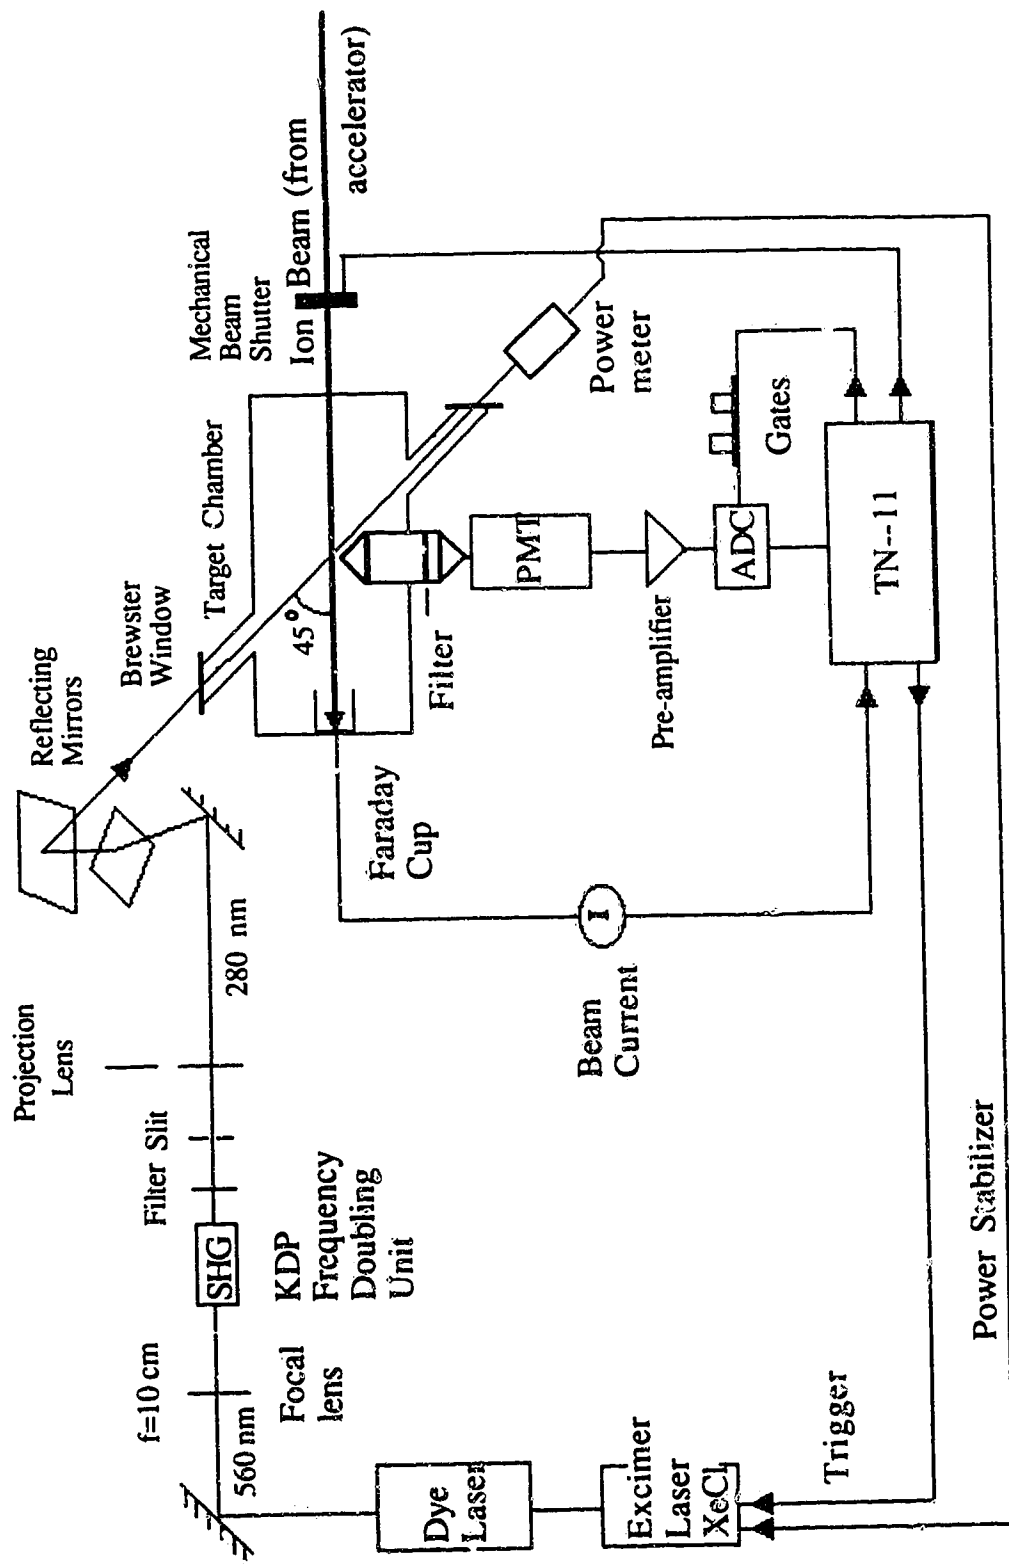 Projection
Lens
Reflecting
Mirrors
Brewster
Window
Target Chamber
Mechanical
Beam
Shutter
Ion Beam (from
accelerator)
f=10 cm
SHG
Filter Slit
280 nm
45°
560 nm
Focal
lens
KDP
Frequency
Doubling
Unit
Faraday
Cup
Filter
Power
meter
Dye
Laser
PMT
Excimer
Laser
XeCl
Beam
Current
I
Pre-amplifier
ADC
Gates
Trigger
TN--11
Power Stabilizer